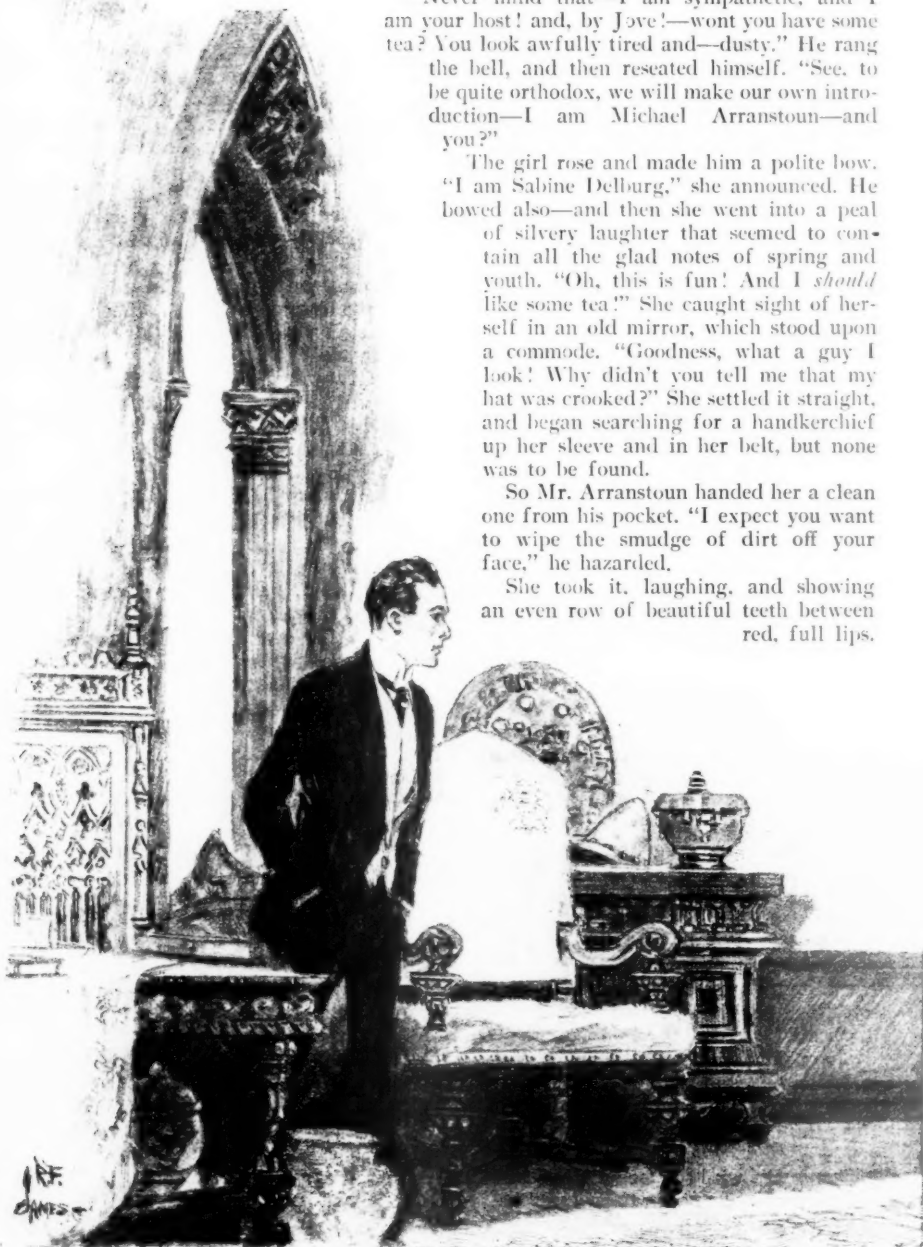 Never mind that—I am sympathetic, and I
am your host! and, by Jove!—wont you have some
tea? You look awfully tired and—dusty." He rang
the bell, and then reseated himself. "See, to
be quite orthodox, we will make our own intro-
duction—I am Michael Arranstoun—and
you?"
The girl rose and made him a polite bow.
"I am Sabine Delburg," she announced. He
bowed also—and then she went into a peal
of silvery laughter that seemed to con-
tain all the glad notes of spring and
youth. "Oh, this is fun! And I should
like some tea!" She caught sight of her-
self in an old mirror, which stood upon
a commode. "Goodness, what a guy I
look! Why didn't you tell me that my
hat was crooked?" She settled it straight,
and began searching for a handkerchief
up her sleeve and in her belt, but none
was to be found.
So Mr. Arranstoun handed her a clean
one from his pocket. "I expect you want
to wipe the smudge of dirt off your
face," he hazarded.
She took it, laughing, and showing
an even row of beautiful teeth between
red, full lips.
JAMES